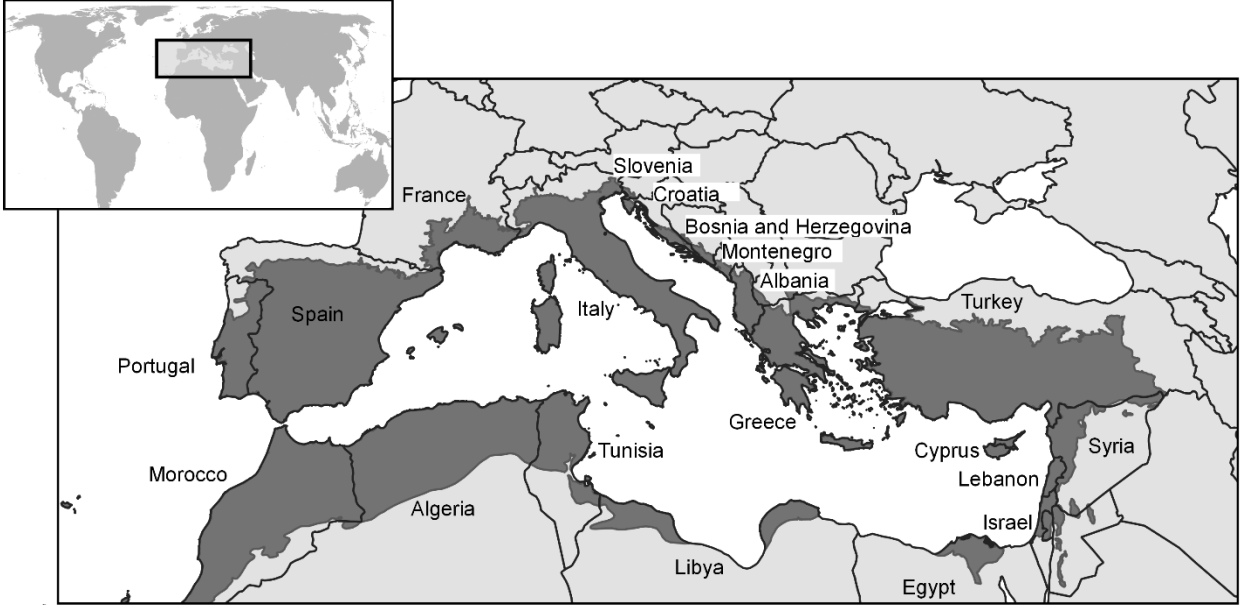 Slovenia
France
Croatia
Bosnia and Herzegovina
Montenegro
Albania
Turkey
Spain
Italy
Portugal
Greece
Cyprus
Syria
Tunisia
Morocco
Lebanon
Algeria
Israel
Libya
Egypt